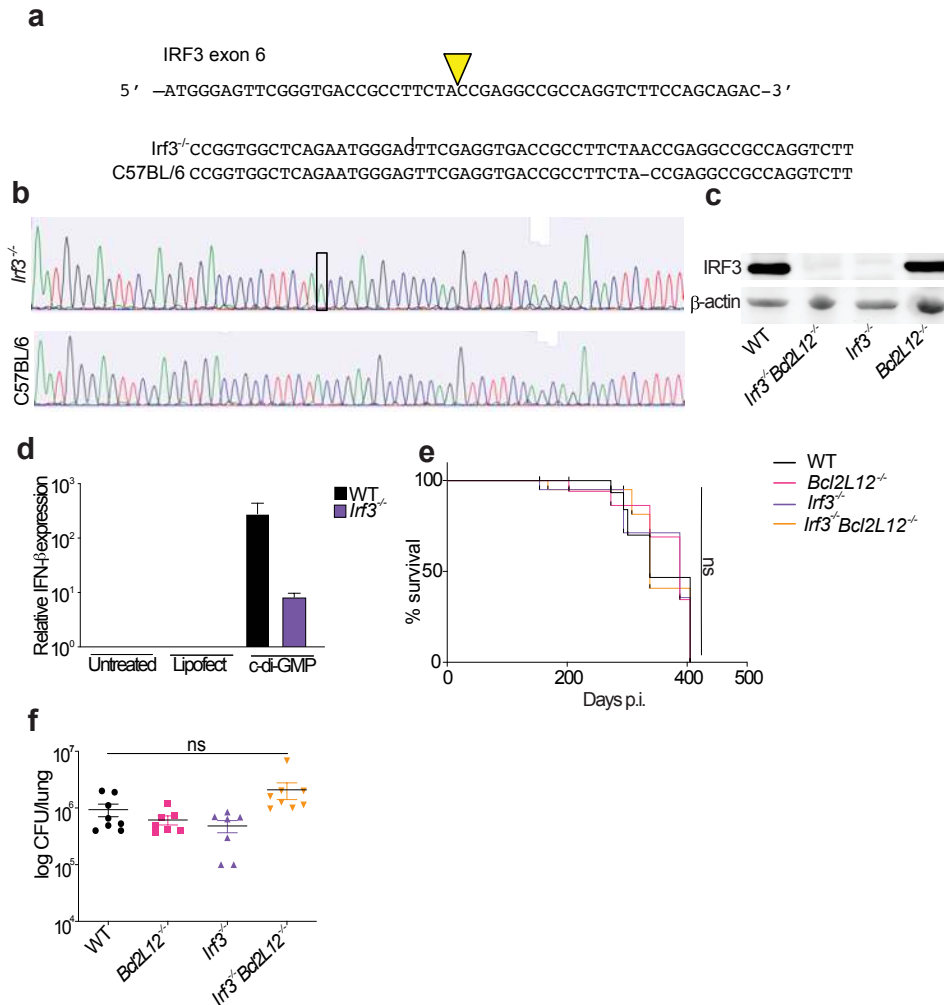 a
IRF3 exon 6
5’ –ATGGGAGTTCGGGTGACCGCCTTCTACCGAGGCCGCCAGGTCTTCCAGCAGAC–3’
Irf3-/- CCGGTGGCTCAGAATGGGAGTTCGAGGTGACCGCCTTCTAACCGAGGCCGCCAGGTCTT
C57BL/6 CCGGTGGCTCAGAATGGGAGTTCGAGGTGACCGCCTTCTA–CCGAGGCCGCCAGGTCTT
b
Irf3-/-
C57BL/6
c
IRF3
β-actin
WT
Irf3-/-Bcl2L12-/-
Irf3-/-
Bcl2L12-/-
d
Relative IFN-β expression
10³
10²
10¹
10⁰
Untreated
Lipofect
c-di-GMP
WT
Irf3-/-
e
% survival
100
50
0
0
200
400
500
Days p.i.
ns
WT
Bcl2L12-/-
Irf3-/-
Irf3-/-Bcl2L12-/-
f
log CFU/lung
10⁷
10⁶
10⁵
10⁴
ns
WT
Bcl2L12-/-
Irf3-/-
Irf3-/-Bcl2L12-/-